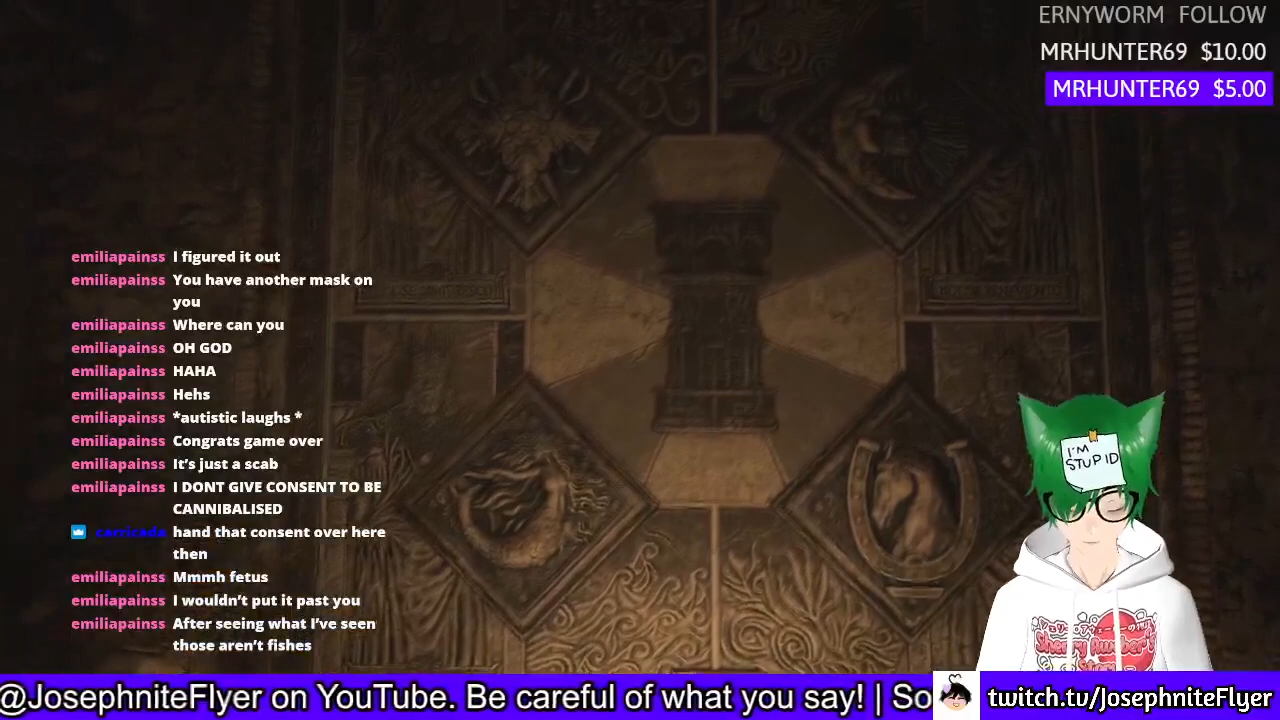 ERNYWORM FOLLOW
MRHUNTER69 $10.00
MRHUNTER69 $5.00
emiliapainss I figured it out
emiliapainss You have another mask on
you
emiliapainss Where can you
emiliapainss OH GOD
emiliapainss HAHA
emiliapainss Hehs
emiliapainss *autistic laughs *
emiliapainss Congrats game over
emiliapainss It’s just a scab
emiliapainss I DONT GIVE CONSENT TO BE
CANNIBALISED
carricada hand that consent over here
then
emiliapainss Mmmh fetus
emiliapainss I wouldn’t put it past you
emiliapainss After seeing what I’ve seen
those aren’t fishes
I'M
STUPID
@JosephniteFlyer on YouTube. Be careful of what you say! | So
twitch.tv/JosephniteFlyer